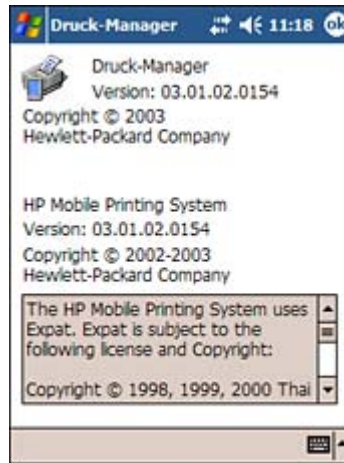 Druck-Manager 11:18 ok
Druck-Manager
Version: 03.01.02.0154
Copyright © 2003
Hewlett-Packard Company
HP Mobile Printing System
Version: 03.01.02.0154
Copyright © 2002-2003
Hewlett-Packard Company
The HP Mobile Printing System uses
Expat. Expat is subject to the
following license and Copyright:
Copyright © 1998, 1999, 2000 Thai